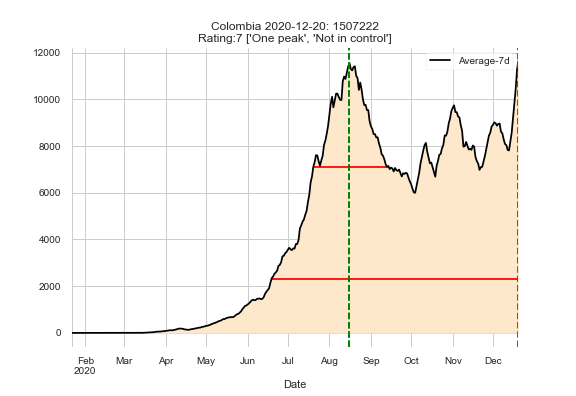 Colombia 2020-12-20: 1507222
Rating:7 ['One peak', 'Not in control']
Average-7d
12000
10000
8000
6000
4000
2000
0
Feb Mar Apr May Jun Jul Aug Sep Oct Nov Dec
2020
Date